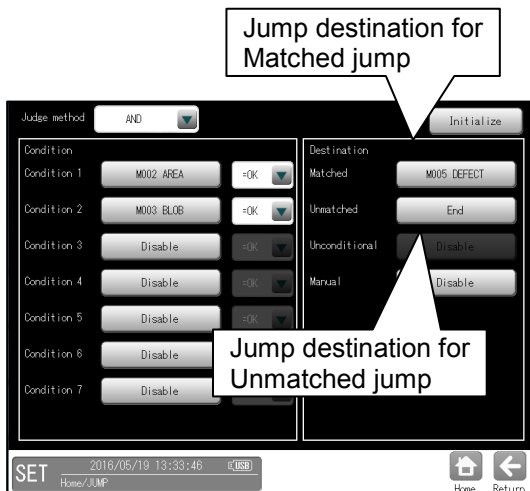 Jump destination for
Matched jump
Judge method AND Initialize
Condition Destination
Condition 1 M002 AREA =OK Matched M005 DEFECT
Condition 2 M003 BLOB =OK Unmatched End
Condition 3 Disable =OK Unconditional Disable
Condition 4 Disable =OK Manual Disable
Condition 5 Disable =OK
Condition 6 Disable
Condition 7 Disable
Jump destination for
Unmatched jump
SET 2016/05/19 13:33:46 USB
Home/JUMP
Home Return